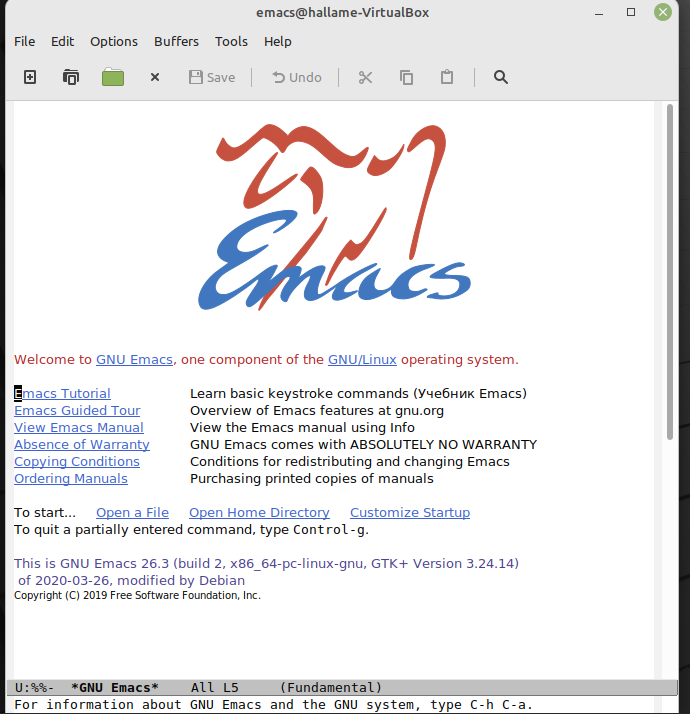 emacs@hallame-VirtualBox
File Edit Options Buffers Tools Help
Save Undo
Emacs
Welcome to GNU Emacs, one component of the GNU/Linux operating system.
Emacs Tutorial Learn basic keystroke commands (Учебник Emacs)
Emacs Guided Tour Overview of Emacs features at gnu.org
View Emacs Manual View the Emacs manual using Info
Absence of Warranty GNU Emacs comes with ABSOLUTELY NO WARRANTY
Copying Conditions Conditions for redistributing and changing Emacs
Ordering Manuals Purchasing printed copies of manuals
To start... Open a File Open Home Directory Customize Startup
To quit a partially entered command, type Control-g.
This is GNU Emacs 26.3 (build 2, x86_64-pc-linux-gnu, GTK+ Version 3.24.14)
of 2020-03-26, modified by Debian
Copyright (C) 2019 Free Software Foundation, Inc.
U:%%- *GNU Emacs* All L5 (Fundamental)
For information about GNU Emacs and the GNU system, type C-h C-a.